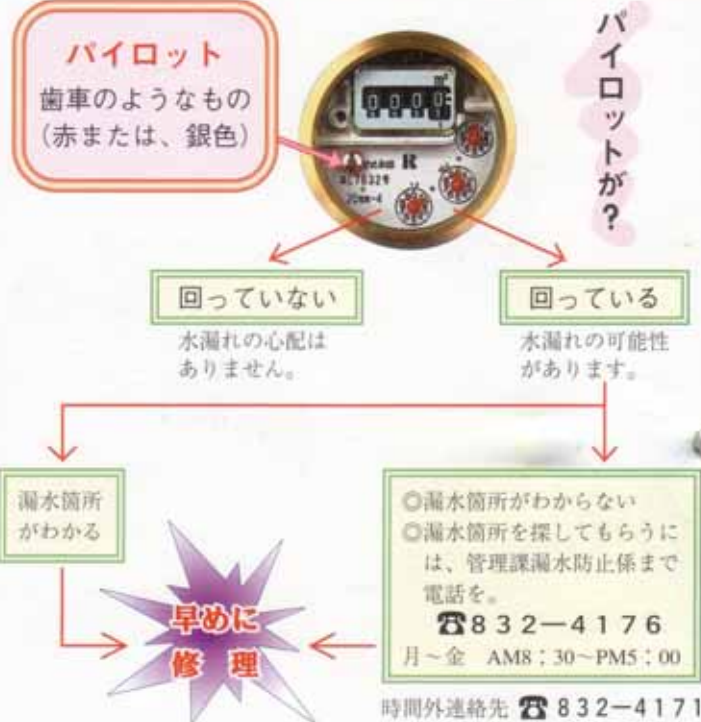 パイロットが？
パイロット
歯車のようなもの
（赤または、銀色）
m³
0000
R
20mm-4
回っていない
水漏れの心配は
ありません。
回っている
水漏れの可能性
があります。
漏水箇所
がわかる
◎漏水箇所がわからない
◎漏水箇所を探してもらうに
は、管理課漏水防止係まで
電話を。
☎832－4176
月～金　AM8：30～PM5：00
早めに
修理
時間外連絡先 ☎832－4171